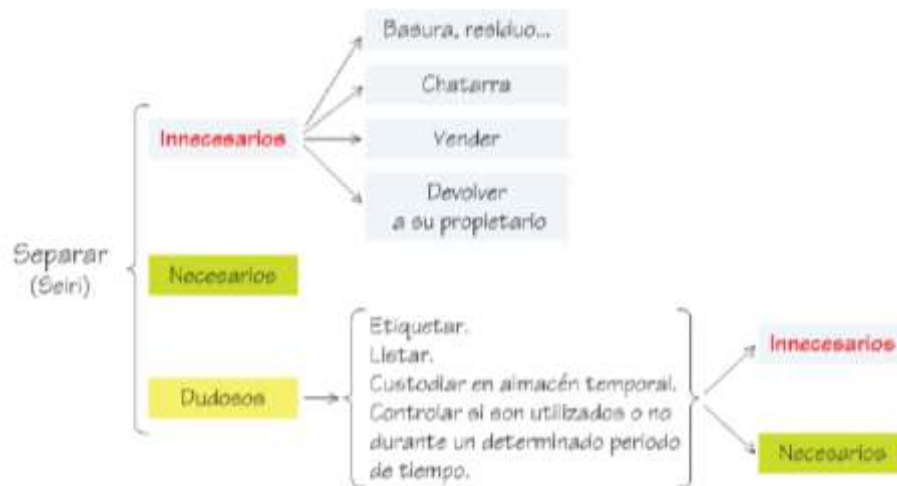 Separar
(Seiri)
Innecesarios
Basura, residuo...
Chatarra
Vender
Devolver
a su propietario
Necesarios
Dudosos
Etiquetar.
Listar.
Custodiar en almacén temporal.
Controlar si son utilizados o no
durante un determinado periodo
de tiempo.
Innecesarios
Necesarios